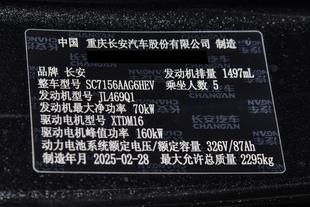 中国 重庆长安汽车股份有限公司 制造
品牌 长安 发动机排量 1497mL
整车型号 SC7156AAG6HEV 乘坐人数 5
发动机型号 JL469Q1
发动机最大净功率 70kW
驱动电机型号 XTDM16
驱动电机峰值功率 160kW
动力电池系统额定电压/额定容量 326V/87Ah
制造年月 2025-02-28 最大允许总质量 2295kg